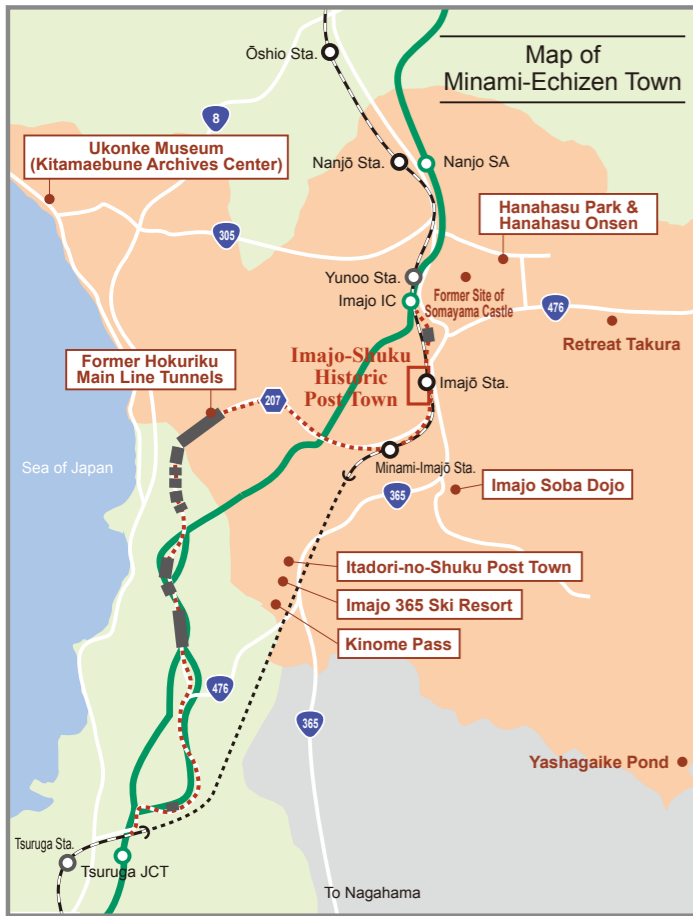 Map of
Minami-Echizen Town
Ōshio Sta.
8
Ukonke Museum
(Kitamaebune Archives Center)
Nanjō Sta.
Nanjo SA
305
Hanahasu Park &
Hanahasu Onsen
Yunoo Sta.
Imajo IC
Former Site of
Somayama Castle
476
Retreat Takura
Former Hokuriku
Main Line Tunnels
Imajo-Shuku
Historic
Post Town
Imajō Sta.
207
Sea of Japan
Minami-Imajō Sta.
365
Imajo Soba Dojo
Itadori-no-Shuku Post Town
Imajo 365 Ski Resort
Kinome Pass
476
365
Yashagaike Pond
Tsuruga Sta.
Tsuruga JCT
To Nagahama